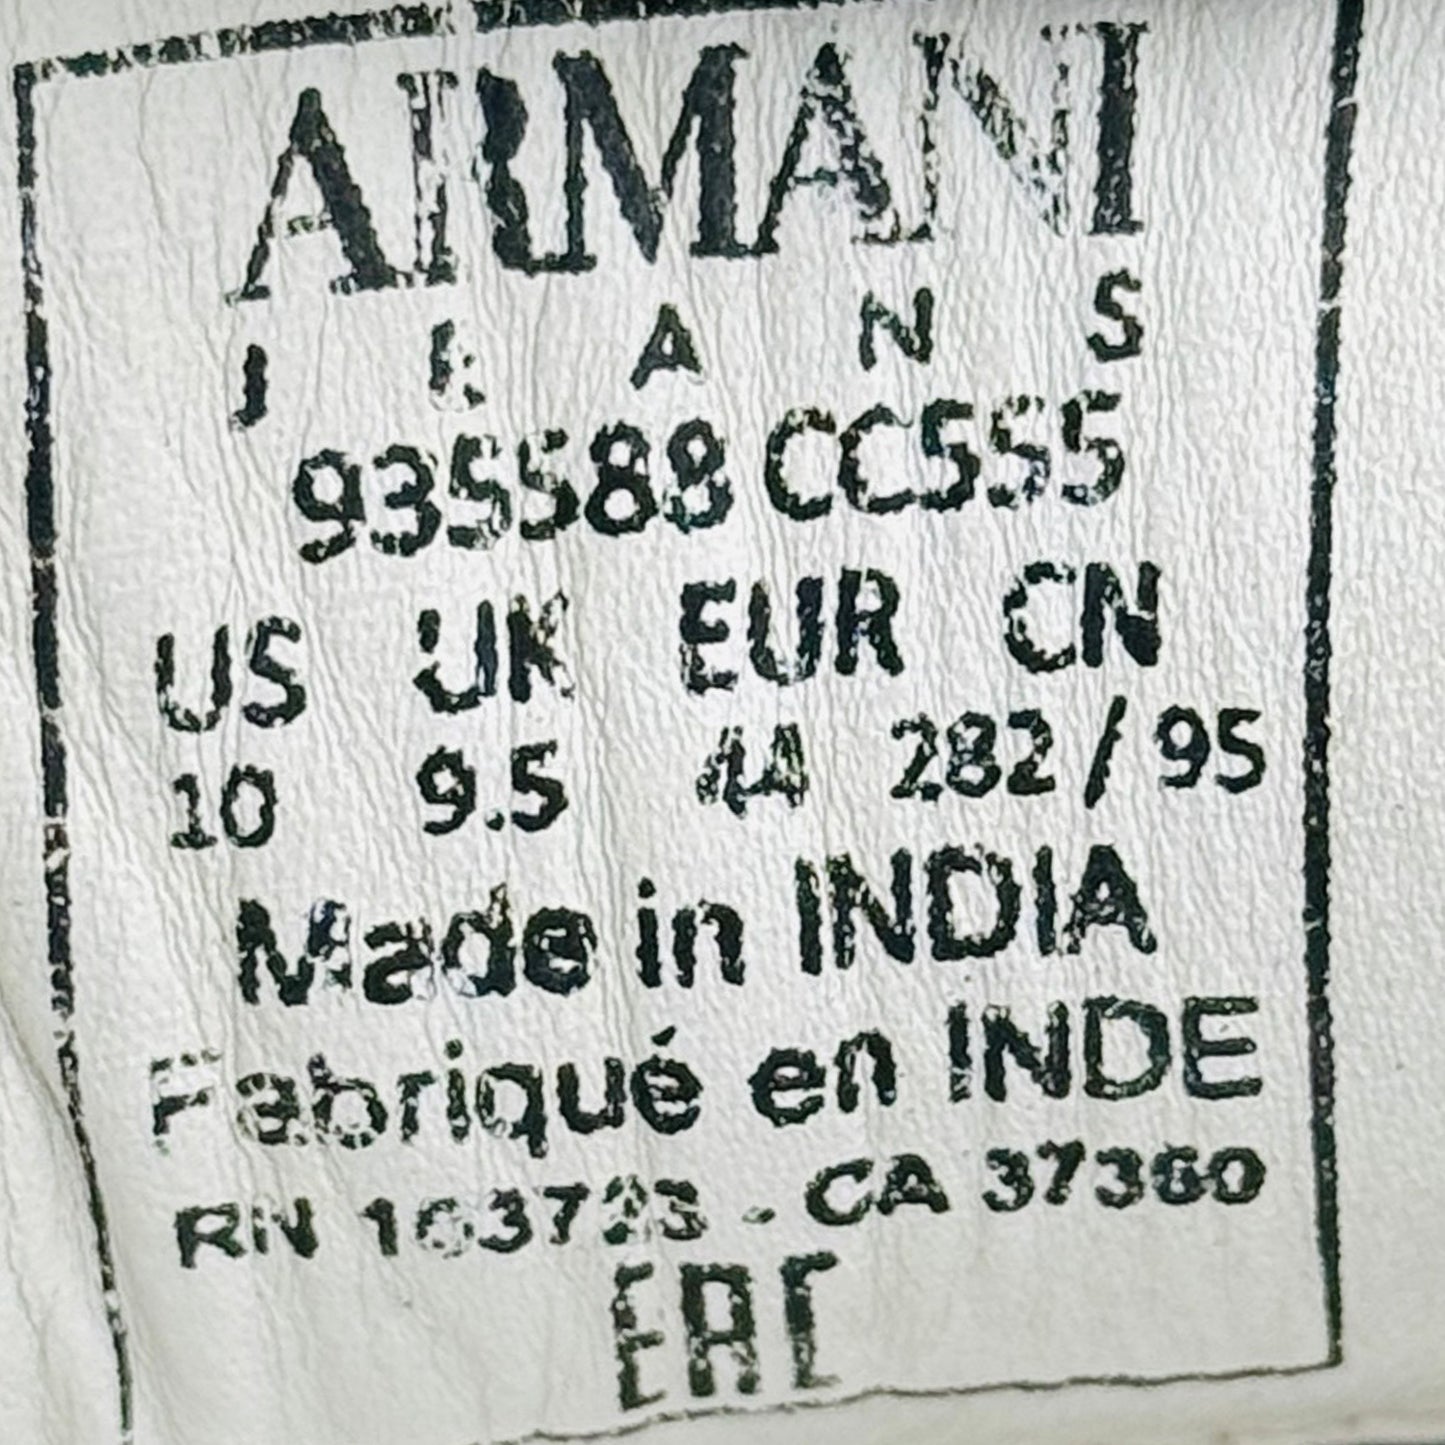 ARMANI
JEANS
935588 CC555
US UK EUR CN
10 9.5 44 282 / 95
Made in INDIA
Fabriqué en INDE
RN 103723 - CA 37360
EAC